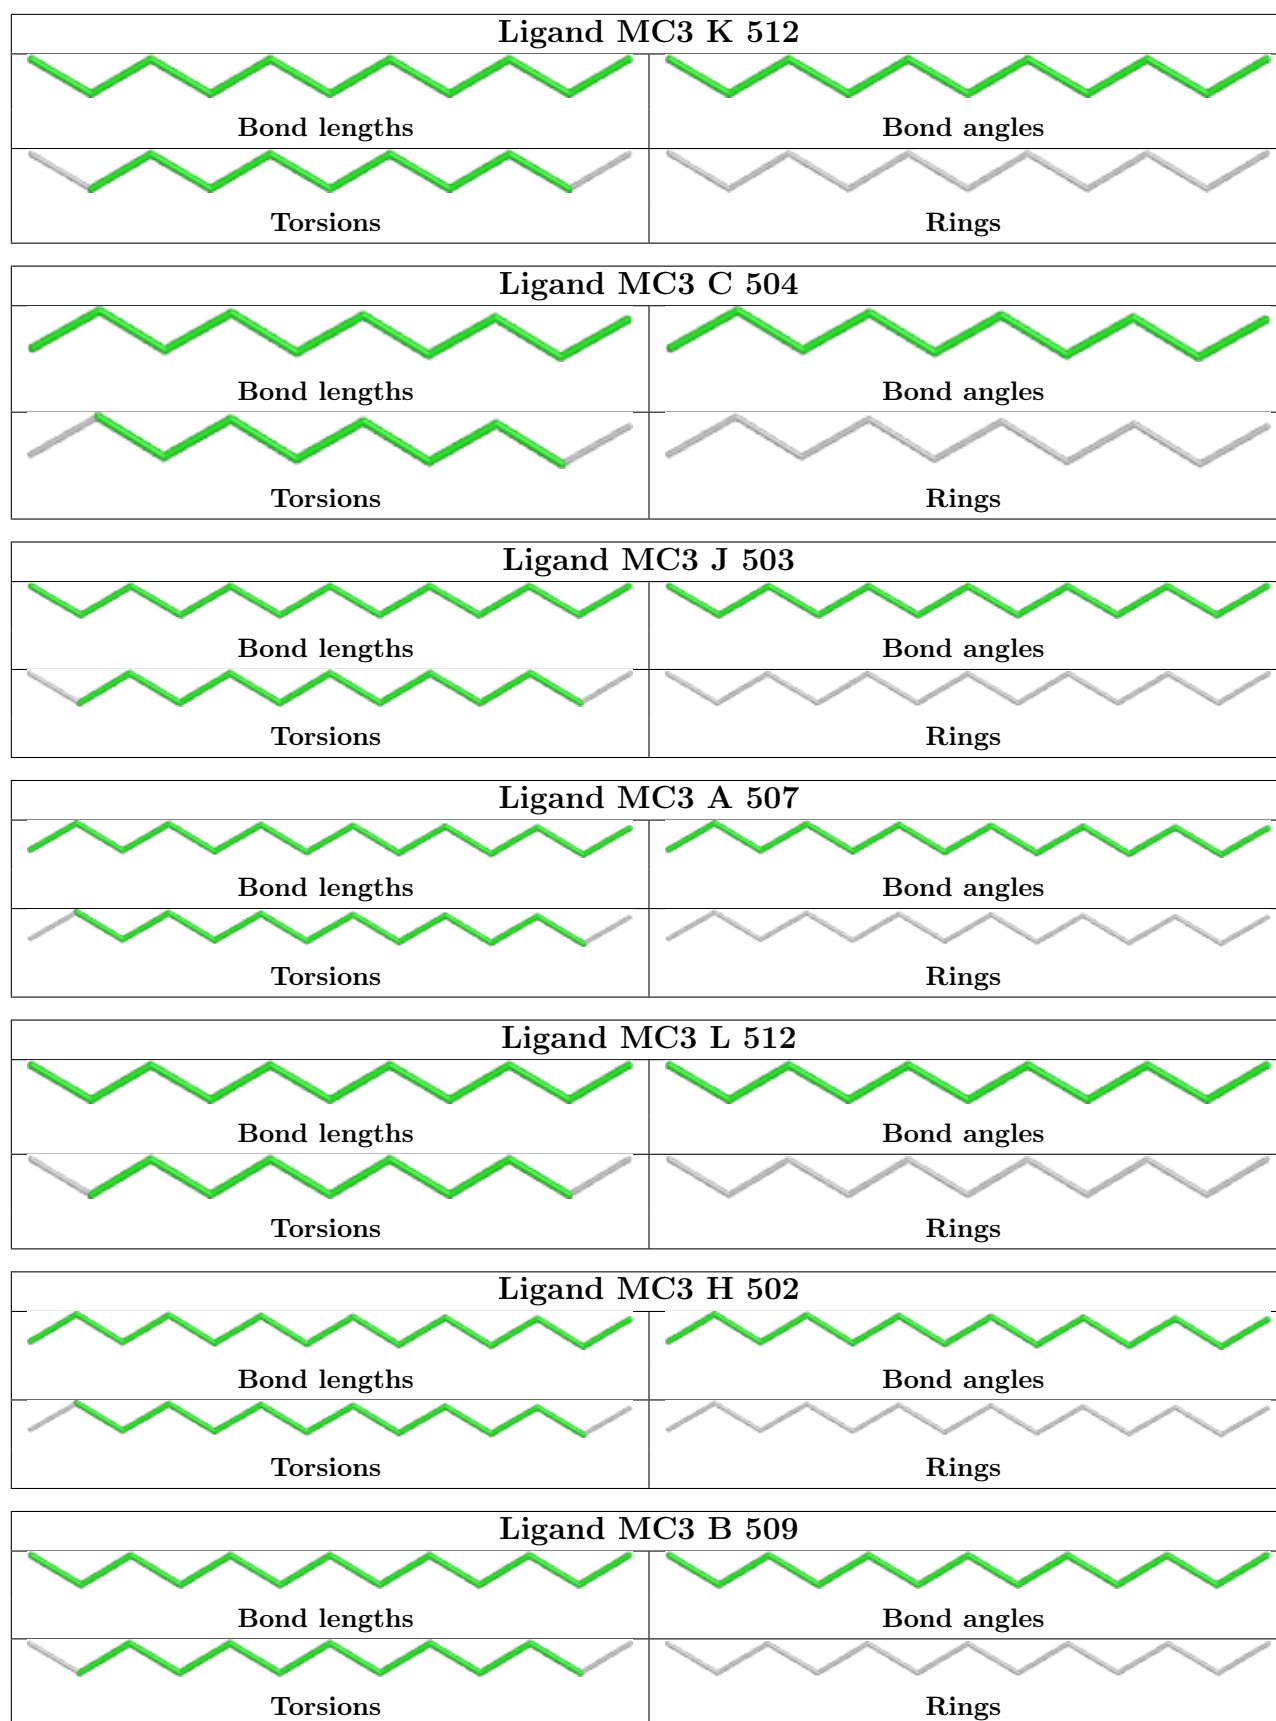 Ligand MC3 K 512
Bond lengths Bond angles
Torsions Rings
Ligand MC3 C 504
Bond lengths Bond angles
Torsions Rings
Ligand MC3 J 503
Bond lengths Bond angles
Torsions Rings
Ligand MC3 A 507
Bond lengths Bond angles
Torsions Rings
Ligand MC3 L 512
Bond lengths Bond angles
Torsions Rings
Ligand MC3 H 502
Bond lengths Bond angles
Torsions Rings
Ligand MC3 B 509
Bond lengths Bond angles
Torsions Rings